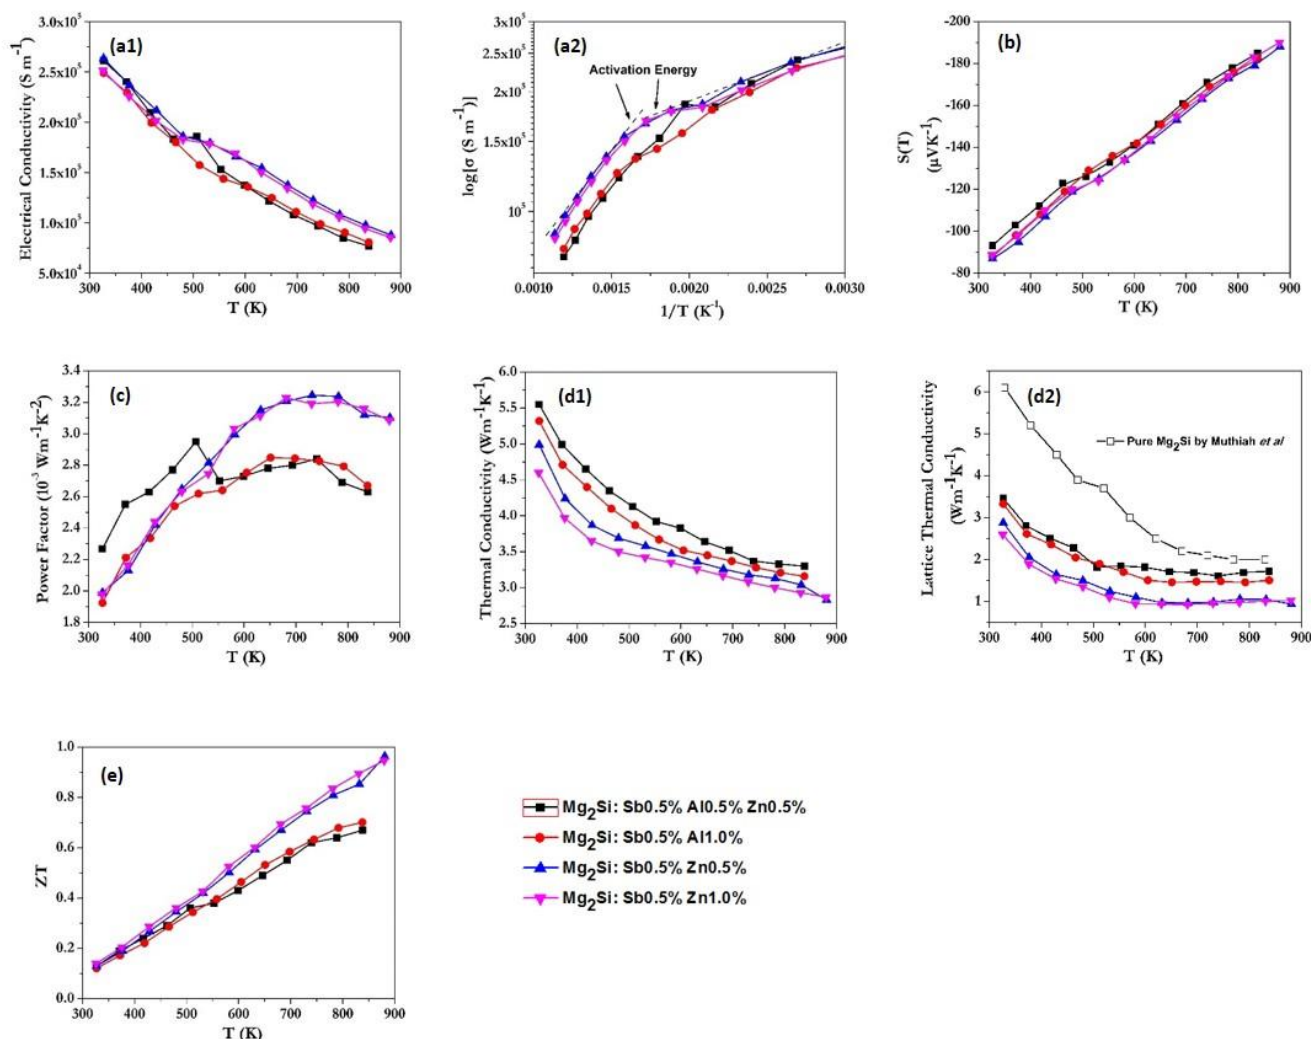 (a1)
Electrical Conductivity (S m⁻¹)
3.0x10⁵
2.5x10⁵
2.0x10⁵
1.5x10⁵
1.0x10⁵
5.0x10⁴
300 400 500 600 700 800 900
T (K)
(a2)
Activation Energy
log[σ (S m⁻¹)]
3x10⁵
2.5x10⁵
2x10⁵
1.5x10⁵
10⁵
0.0010 0.0015 0.0020 0.0025 0.0030
1/T (K⁻¹)
(b)
S(T)
(μVK⁻¹)
-200
-180
-160
-140
-120
-100
-80
300 400 500 600 700 800 900
T (K)
(c)
Power Factor (10⁻³ Wm⁻¹K⁻²)
3.4
3.2
3.0
2.8
2.6
2.4
2.2
2.0
1.8
300 400 500 600 700 800 900
T (K)
(d1)
Thermal Conductivity (Wm⁻¹K⁻¹)
6.0
5.5
5.0
4.5
4.0
3.5
3.0
2.5
300 400 500 600 700 800 900
T (K)
(d2)
Pure Mg₂Si by Muthiah et al
Lattice Thermal Conductivity
(Wm⁻¹K⁻¹)
6
5
4
3
2
1
300 400 500 600 700 800 900
T (K)
(e)
ZT
1.0
0.8
0.6
0.4
0.2
0.0
300 400 500 600 700 800 900
T (K)
Mg₂Si: Sb0.5% Al0.5% Zn0.5%
Mg₂Si: Sb0.5% Al1.0%
Mg₂Si: Sb0.5% Zn0.5%
Mg₂Si: Sb0.5% Zn1.0%